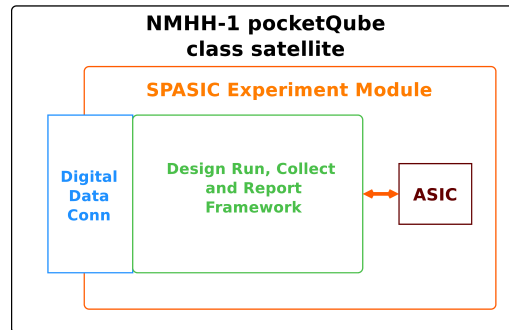 NMHH-1 pocketQube
class satellite
SPASIC Experiment Module
Digital
Data
Conn
Design Run, Collect
and Report
Framework
ASIC